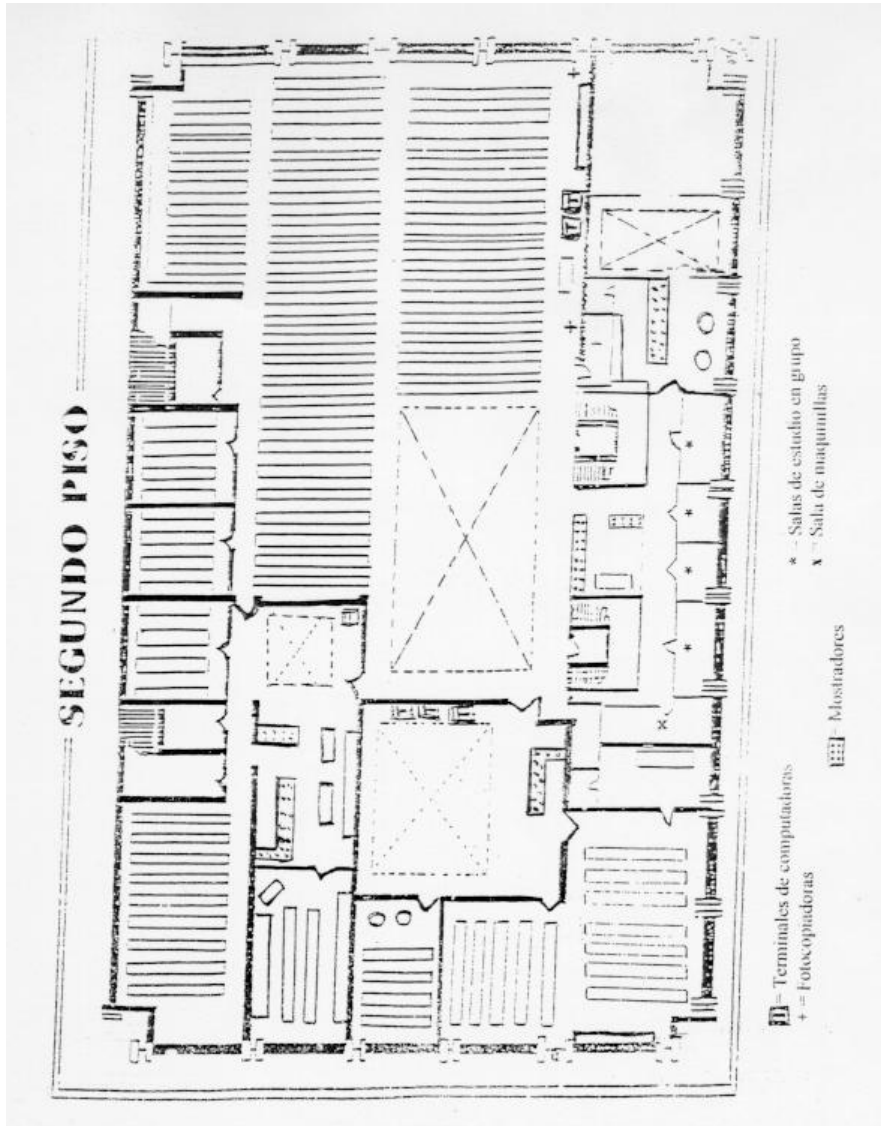 SEGUNDO PISO
= Terminales de computadoras
+ = Fotocopiadoras
= Mostradores
* - Salas de estudio en grupo
x = Sala de maquinillas
+
+
T
T
*
*
*
*
x